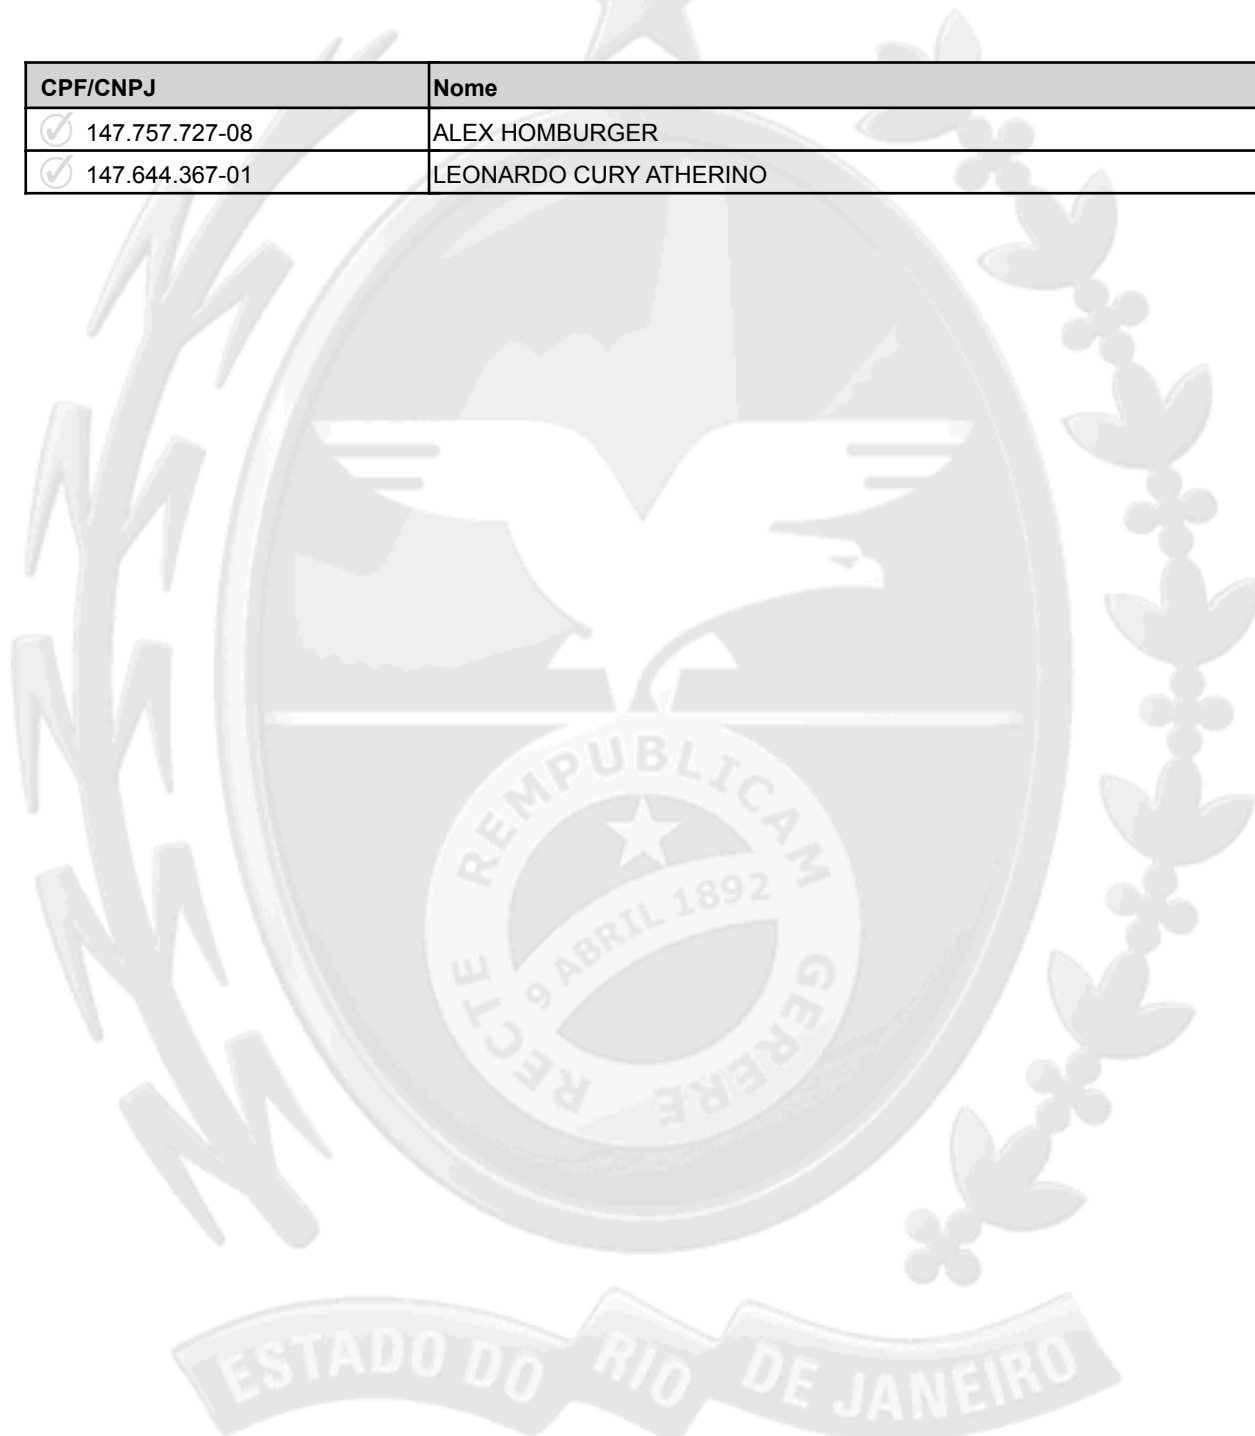 CPF/CNPJ Nome
147.757.727-08 ALEX HOMBURGER
147.644.367-01 LEONARDO CURY ATHERINO
REMPUBLICAM
9 ABRIL 1892
RECTE GERERE
ESTADO DO RIO DE JANEIRO